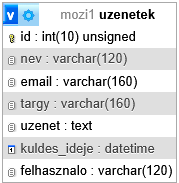 v mozi1 uzenetek
id : int(10) unsigned
nev : varchar(120)
email : varchar(160)
targy : varchar(160)
uzenet : text
kuldes_ideje : datetime
felhasznalo : varchar(120)